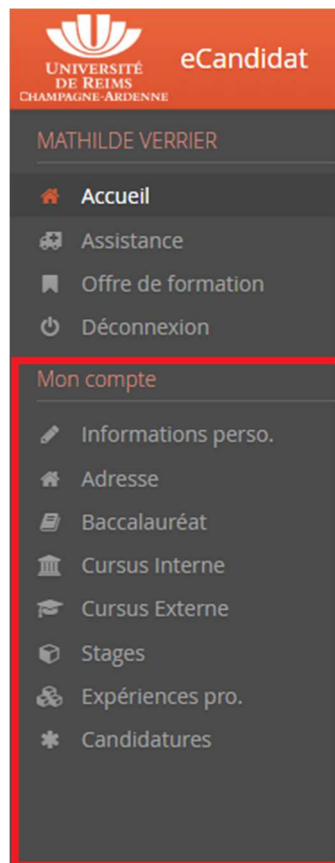 UNIVERSITÉ
DE REIMS
CHAMPAGNE-ARDENNE
eCandidat
MATHILDE VERRIER
Accueil
Assistance
Offre de formation
Déconnexion
Mon compte
Informations perso.
Adresse
Baccalauréat
Cursus Interne
Cursus Externe
Stages
Expériences pro.
Candidatures